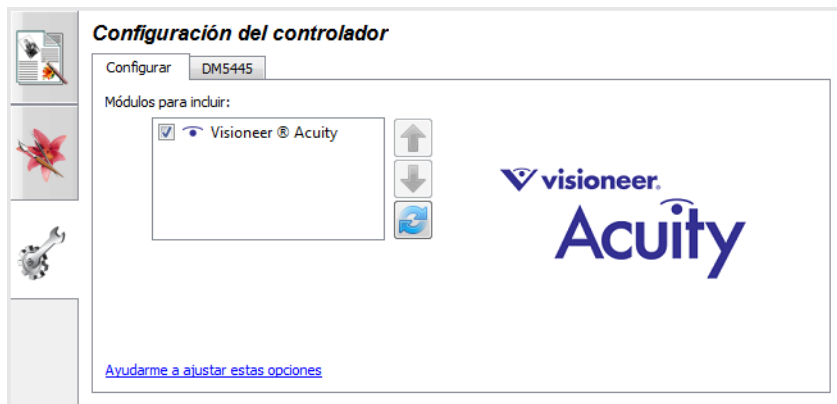 Configuración del controlador
Configurar DM5445
Módulos para incluir:
Visioneer ® Acuity
visioneer.
Acuity
Ayudarme a ajustar estas opciones